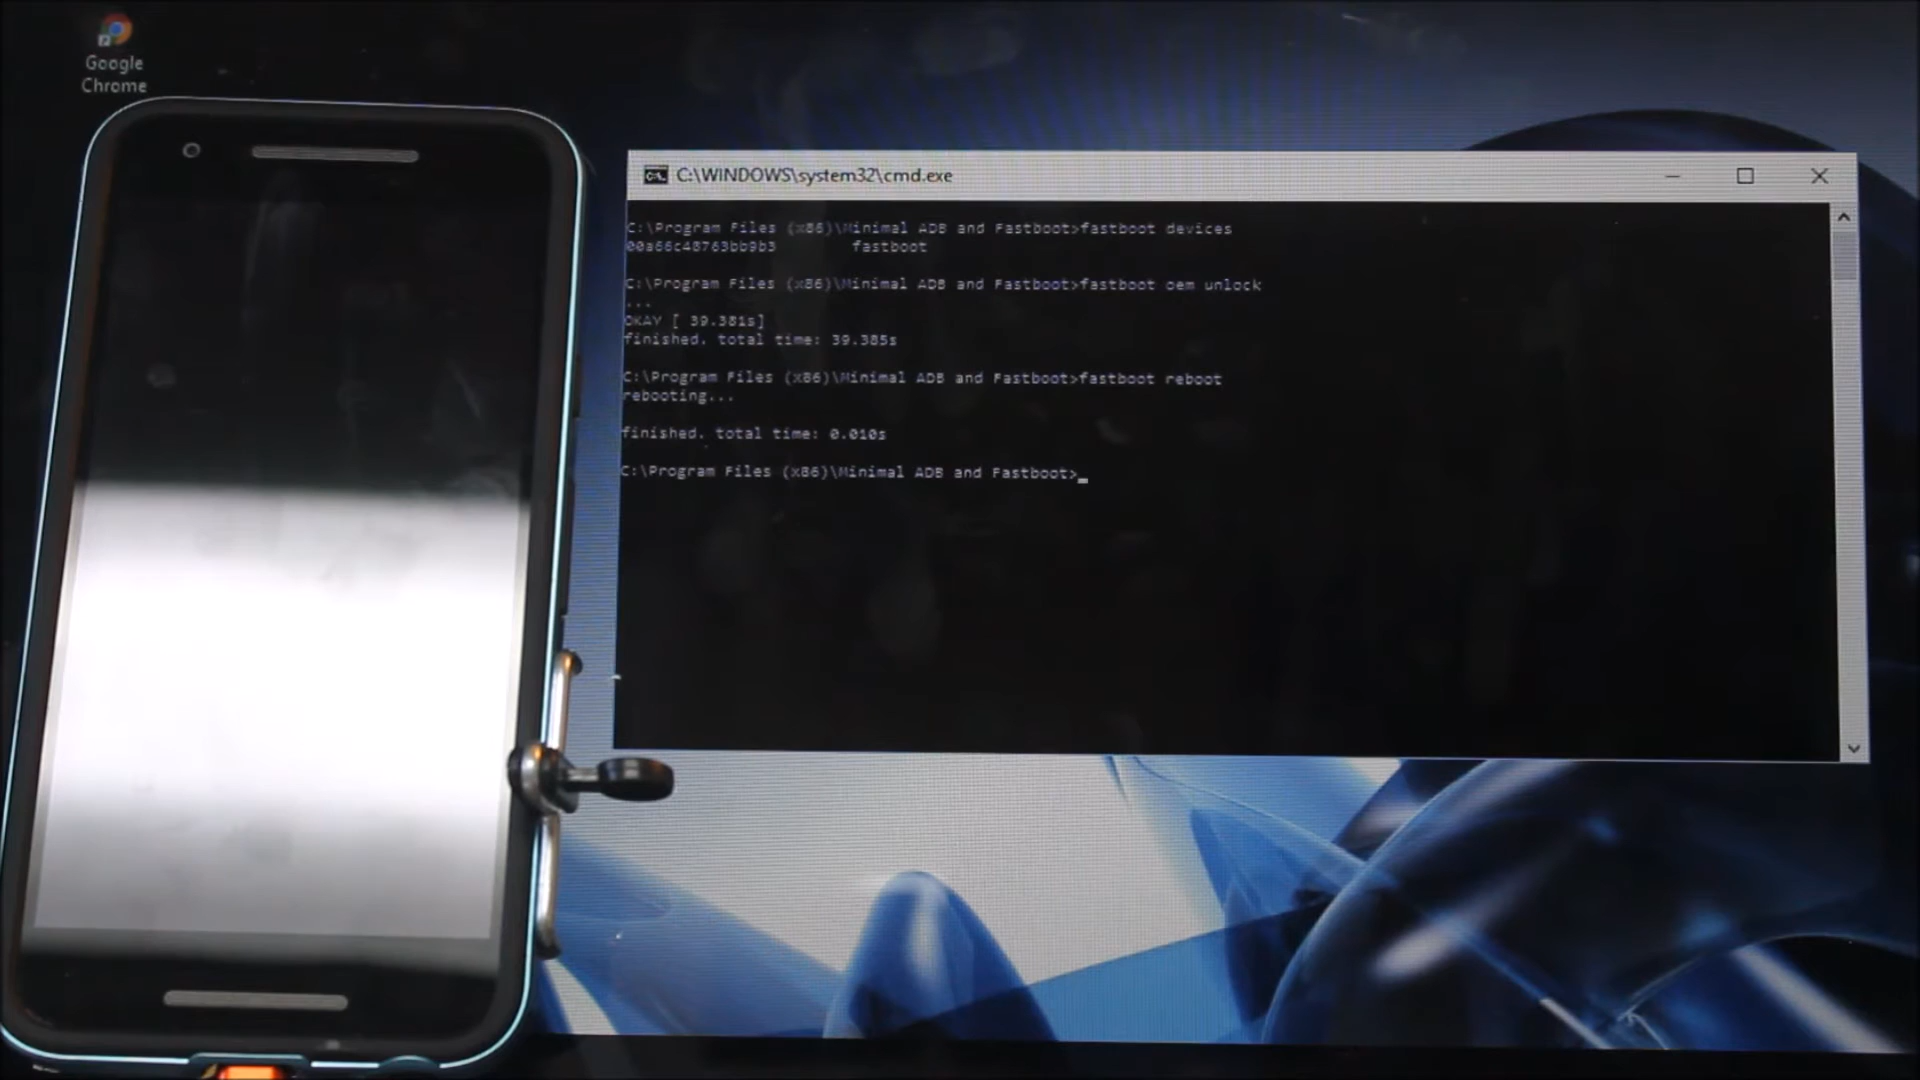 Google
Chrome
C:\WINDOWS\system32\cmd.exe
C:\Program Files (x86)\Minimal ADB and Fastboot>fastboot devices
00a66c48763bb9b3 fastboot
C:\Program Files (x86)\Minimal ADB and Fastboot>fastboot oem unlock
...
OKAY [ 39.381s]
finished. total time: 39.385s
C:\Program Files (x86)\Minimal ADB and Fastboot>fastboot reboot
rebooting...
finished. total time: 0.010s
C:\Program Files (x86)\Minimal ADB and Fastboot>_